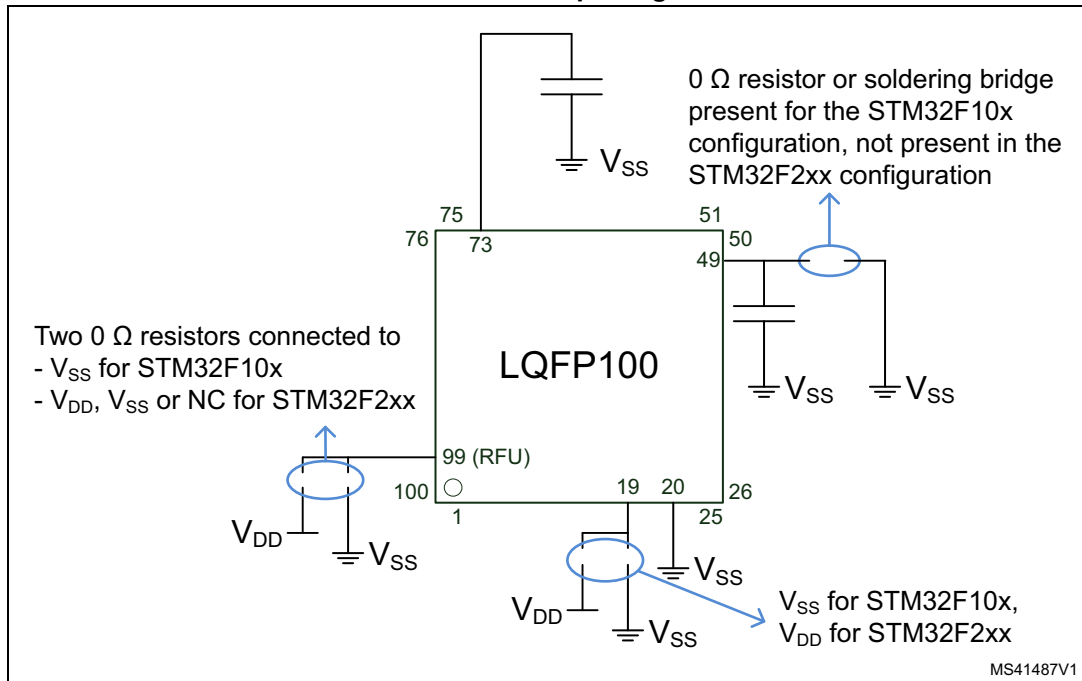 0 Ω resistor or soldering bridge
present for the STM32F10x
configuration, not present in the
STM32F2xx configuration
VSS
75
51
76
73
50
49
Two 0 Ω resistors connected to
- VSS for STM32F10x
- VDD, VSS or NC for STM32F2xx
LQFP100
VSS
VSS
99 (RFU)
100
19
20
26
1
25
VDD
VSS
VSS
VDD
VSS
VSS for STM32F10x,
VDD for STM32F2xx
MS41487V1